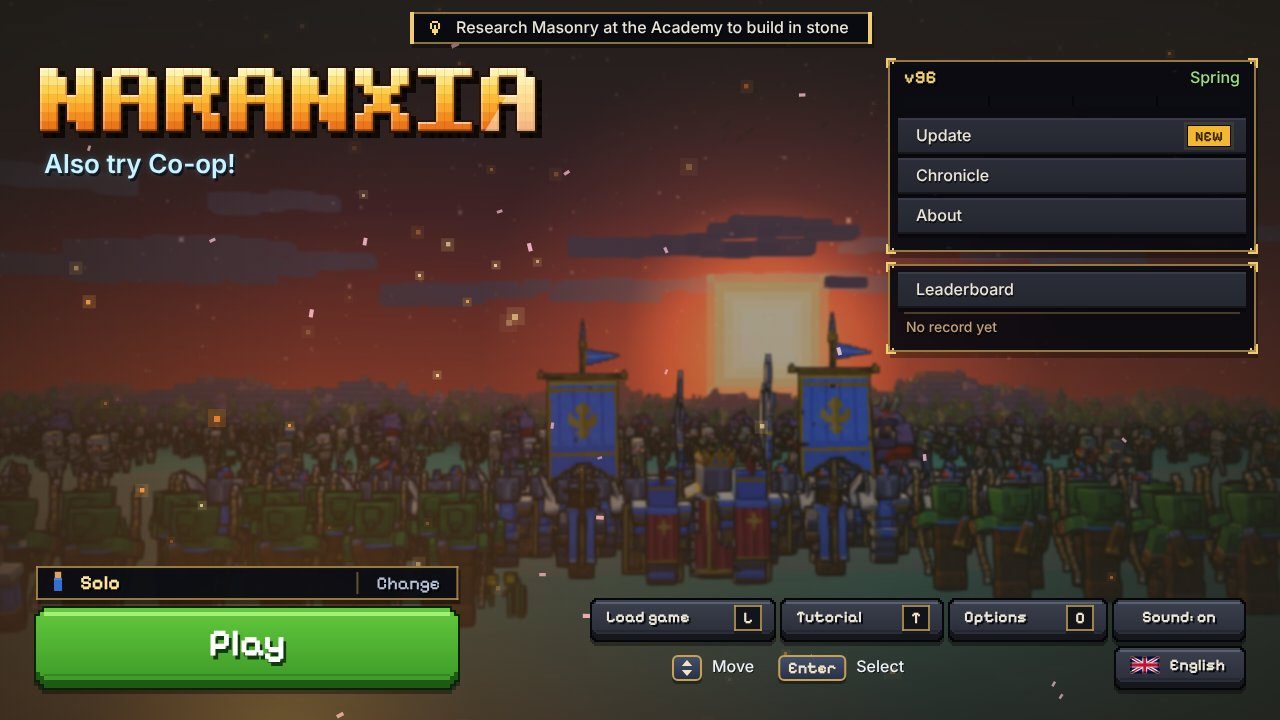 Research Masonry at the Academy to build in stone
NARANXIA
Also try Co-op!
v96
Spring
Update
NEW
Chronicle
About
Leaderboard
No record yet
Solo
Change
Play
Load game
L
Tutorial
T
Options
O
Sound: on
Move
Enter
Select
English